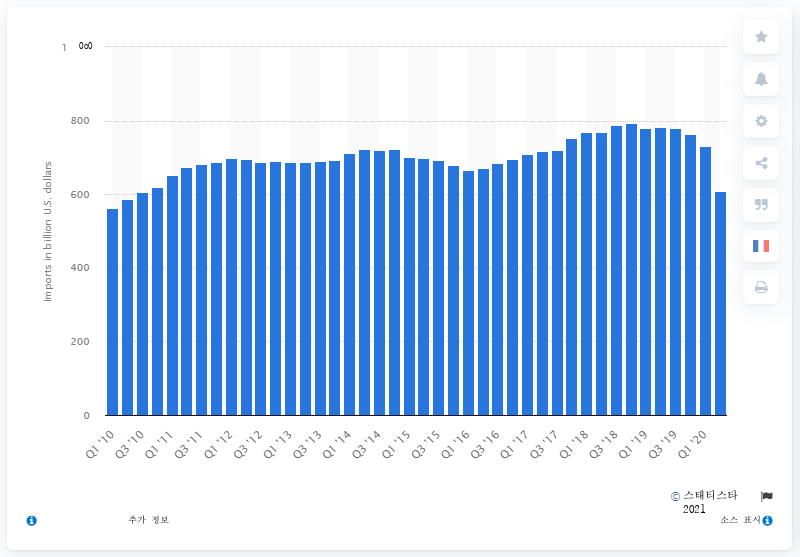 1 000
800
600
400
200
0
Imports in billion U.S. dollars
Q1 '10
Q3 '10
Q1 '11
Q3 '11
Q1 '12
Q3 '12
Q1 '13
Q3 '13
Q1 '14
Q3 '14
Q1 '15
Q3 '15
Q1 '16
Q3 '16
Q1 '17
Q3 '17
Q1 '18
Q3 '18
Q1 '19
Q3 '19
Q1 '20
© 스태티스타
2021
추가 정보
소스 표시